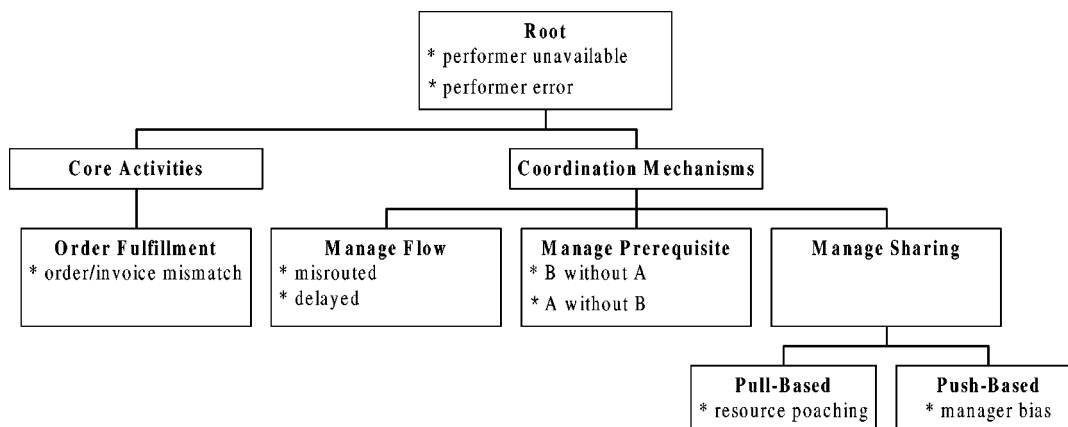 Root
* performer unavailable
* performer error
Core Activities
Coordination Mechanisms
Order Fulfillment
* order/invoice mismatch
Manage Flow
* misrouted
* delayed
Manage Prerequisite
* B without A
* A without B
Manage Sharing
Pull-Based
* resource poaching
Push-Based
* manager bias